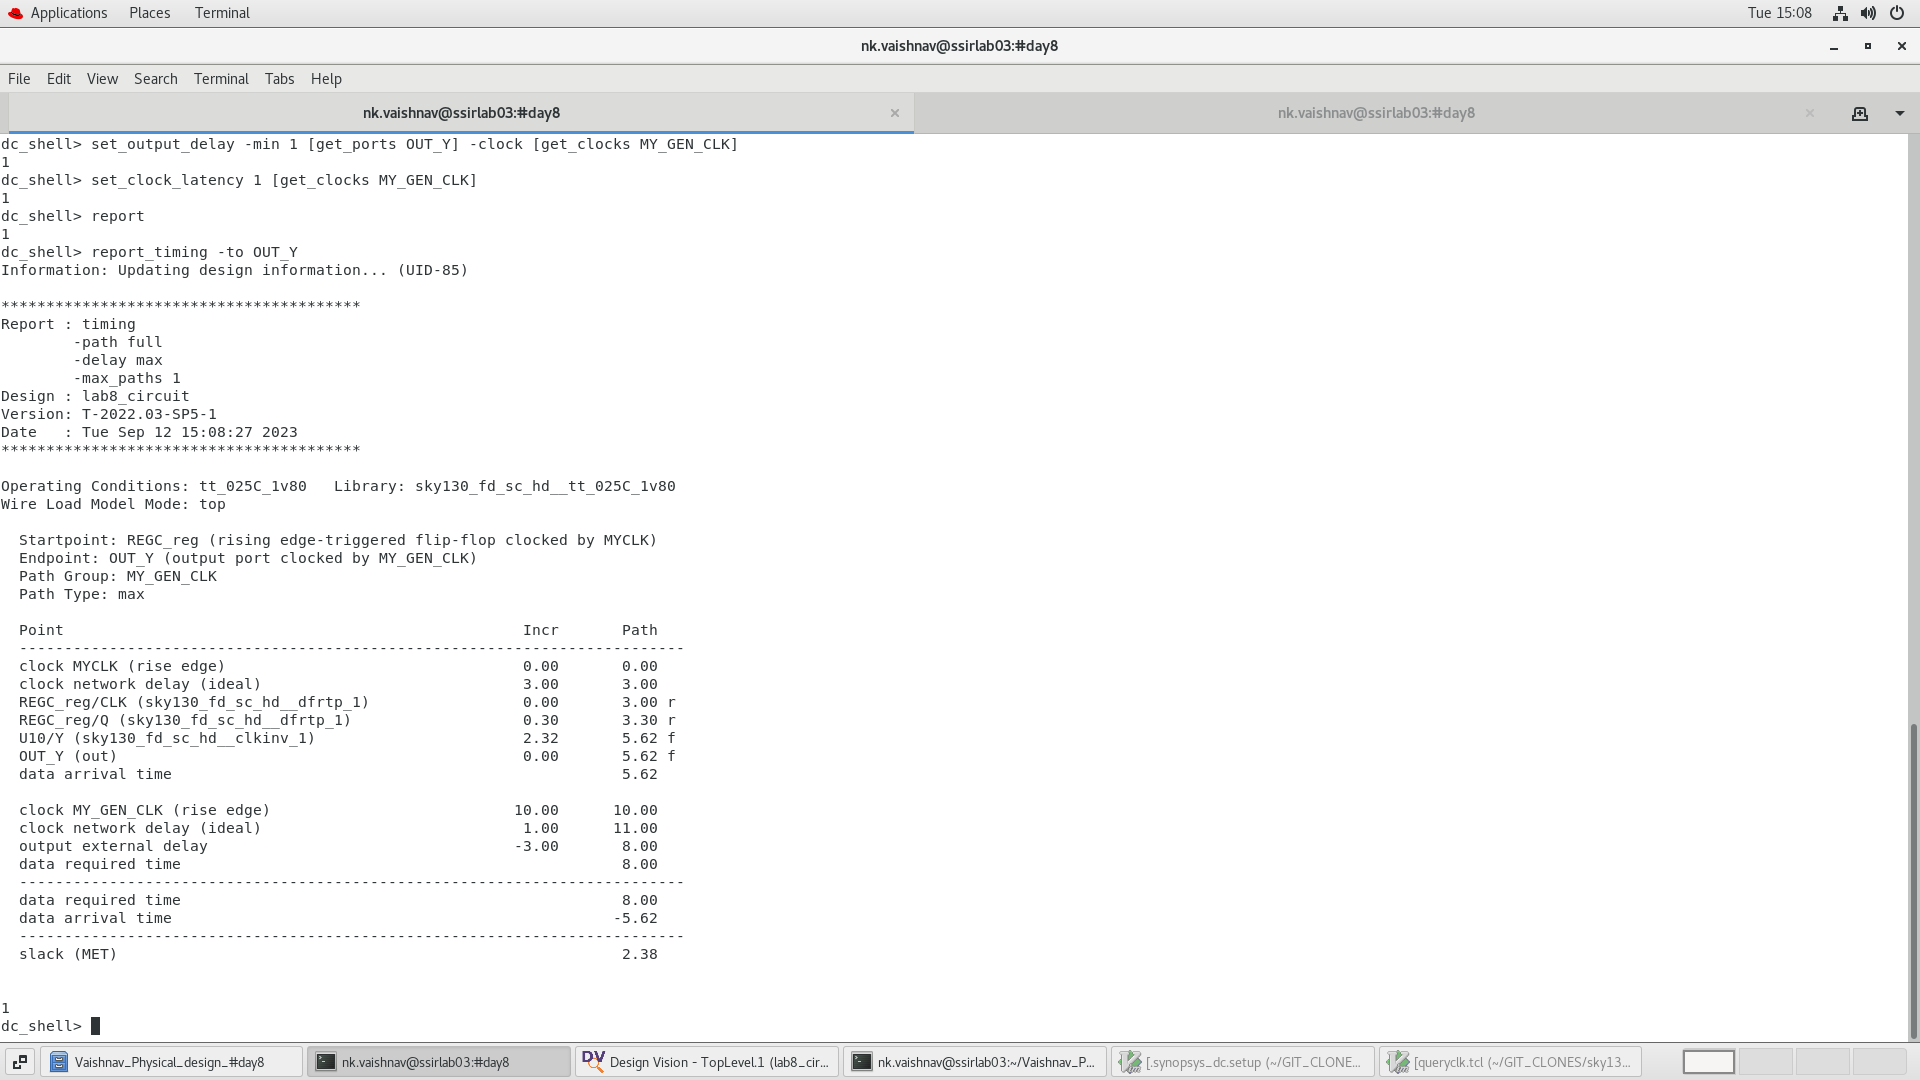 Applications Places Terminal Tue 15:08
nk.vaishnav@ssirlab03:#day8
File Edit View Search Terminal Tabs Help
nk.vaishnav@ssirlab03:#day8 × nk.vaishnav@ssirlab03:#day8 ×
dc_shell> set_output_delay -min 1 [get_ports OUT_Y] -clock [get_clocks MY_GEN_CLK]
1
dc_shell> set_clock_latency 1 [get_clocks MY_GEN_CLK]
1
dc_shell> report
1
dc_shell> report_timing -to OUT_Y
Information: Updating design information... (UID-85)
****************************************
Report : timing
-path full
-delay max
-max_paths 1
Design : lab8_circuit
Version: T-2022.03-SP5-1
Date   : Tue Sep 12 15:08:27 2023
****************************************
Operating Conditions: tt_025C_1v80   Library: sky130_fd_sc_hd__tt_025C_1v80
Wire Load Model Mode: top
Startpoint: REGC_reg (rising edge-triggered flip-flop clocked by MYCLK)
Endpoint: OUT_Y (output port clocked by MY_GEN_CLK)
Path Group: MY_GEN_CLK
Path Type: max
Point Incr Path
--------------------------------------------------------------------------
clock MYCLK (rise edge) 0.00 0.00
clock network delay (ideal) 3.00 3.00
REGC_reg/CLK (sky130_fd_sc_hd__dfrtp_1) 0.00 3.00 r
REGC_reg/Q (sky130_fd_sc_hd__dfrtp_1) 0.30 3.30 r
U10/Y (sky130_fd_sc_hd__clkinv_1) 2.32 5.62 f
OUT_Y (out) 0.00 5.62 f
data arrival time 5.62
clock MY_GEN_CLK (rise edge) 10.00 10.00
clock network delay (ideal) 1.00 11.00
output external delay -3.00 8.00
data required time 8.00
--------------------------------------------------------------------------
data required time 8.00
data arrival time -5.62
--------------------------------------------------------------------------
slack (MET) 2.38
1
dc_shell>
Vaishnav_Physical_design_#day8 nk.vaishnav@ssirlab03:#day8 DV Design Vision - TopLevel.1 (lab8_cir... nk.vaishnav@ssirlab03:~/Vaishnav_P... [.synopsys_dc.setup (~/GIT_CLONE... [queryclk.tcl (~/GIT_CLONES/sky13...